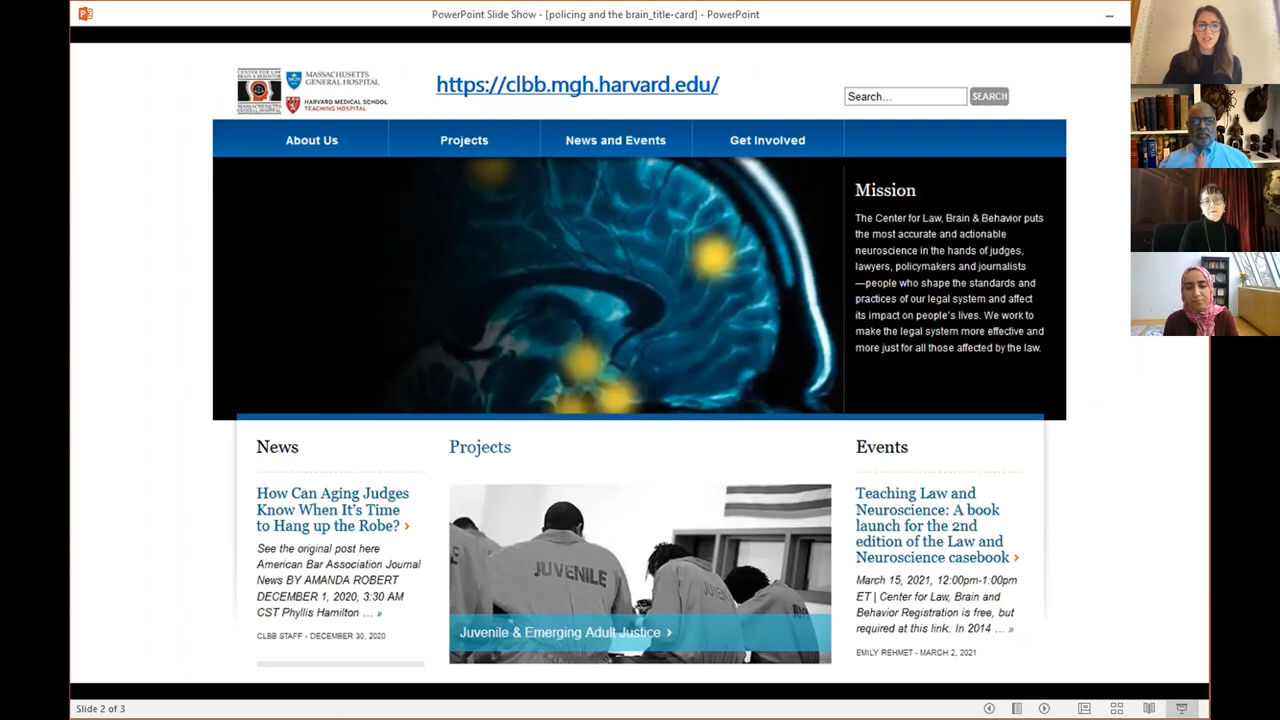 PowerPoint Slide Show - [policing and the brain_title-card] - PowerPoint
CENTER FOR LAW
BRAIN & BEHAVIOR
MASSACHUSETTS
GENERAL HOSPITAL
MGH
MASSACHUSETTS
GENERAL HOSPITAL
HARVARD MEDICAL SCHOOL
TEACHING HOSPITAL
https://clbb.mgh.harvard.edu/
Search...
SEARCH
About Us
Projects
News and Events
Get Involved
Mission
The Center for Law, Brain & Behavior puts
the most accurate and actionable
neuroscience in the hands of judges,
lawyers, policymakers and journalists
—people who shape the standards and
practices of our legal system and affect
its impact on people's lives. We work to
make the legal system more effective and
more just for all those affected by the law.
News
How Can Aging Judges
Know When It's Time
to Hang up the Robe? ›
See the original post here
American Bar Association Journal
News BY AMANDA ROBERT
DECEMBER 1, 2020, 3:30 AM
CST Phyllis Hamilton … »
CLBB STAFF - DECEMBER 30, 2020
Projects
JUVENILE
Juvenile & Emerging Adult Justice ›
Events
Teaching Law and
Neuroscience: A book
launch for the 2nd
edition of the Law and
Neuroscience casebook ›
March 15, 2021, 12:00pm-1:00pm
ET | Center for Law, Brain and
Behavior Registration is free, but
required at this link. In 2014 ... »
EMILY REHMET - MARCH 2, 2021
Slide 2 of 3